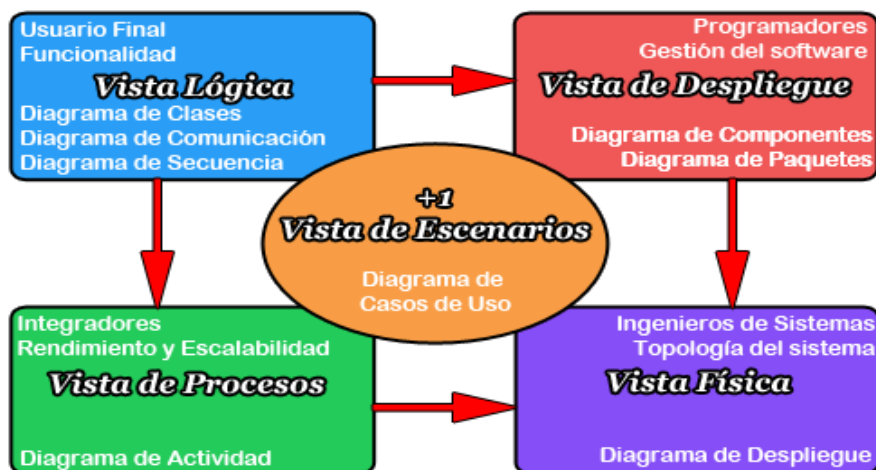 Usuario Final
Funcionalidad
Vista Lógica
Diagrama de Clases
Diagrama de Comunicación
Diagrama de Secuencia
Programadores
Gestión del software
Vista de Despliegue
Diagrama de Componentes
Diagrama de Paquetes
+1
Vista de Escenarios
Diagrama de
Casos de Uso
Integradores
Rendimiento y Escalabilidad
Vista de Procesos
Diagrama de Actividad
Ingenieros de Sistemas
Topología del sistema
Vista Física
Diagrama de Despliegue